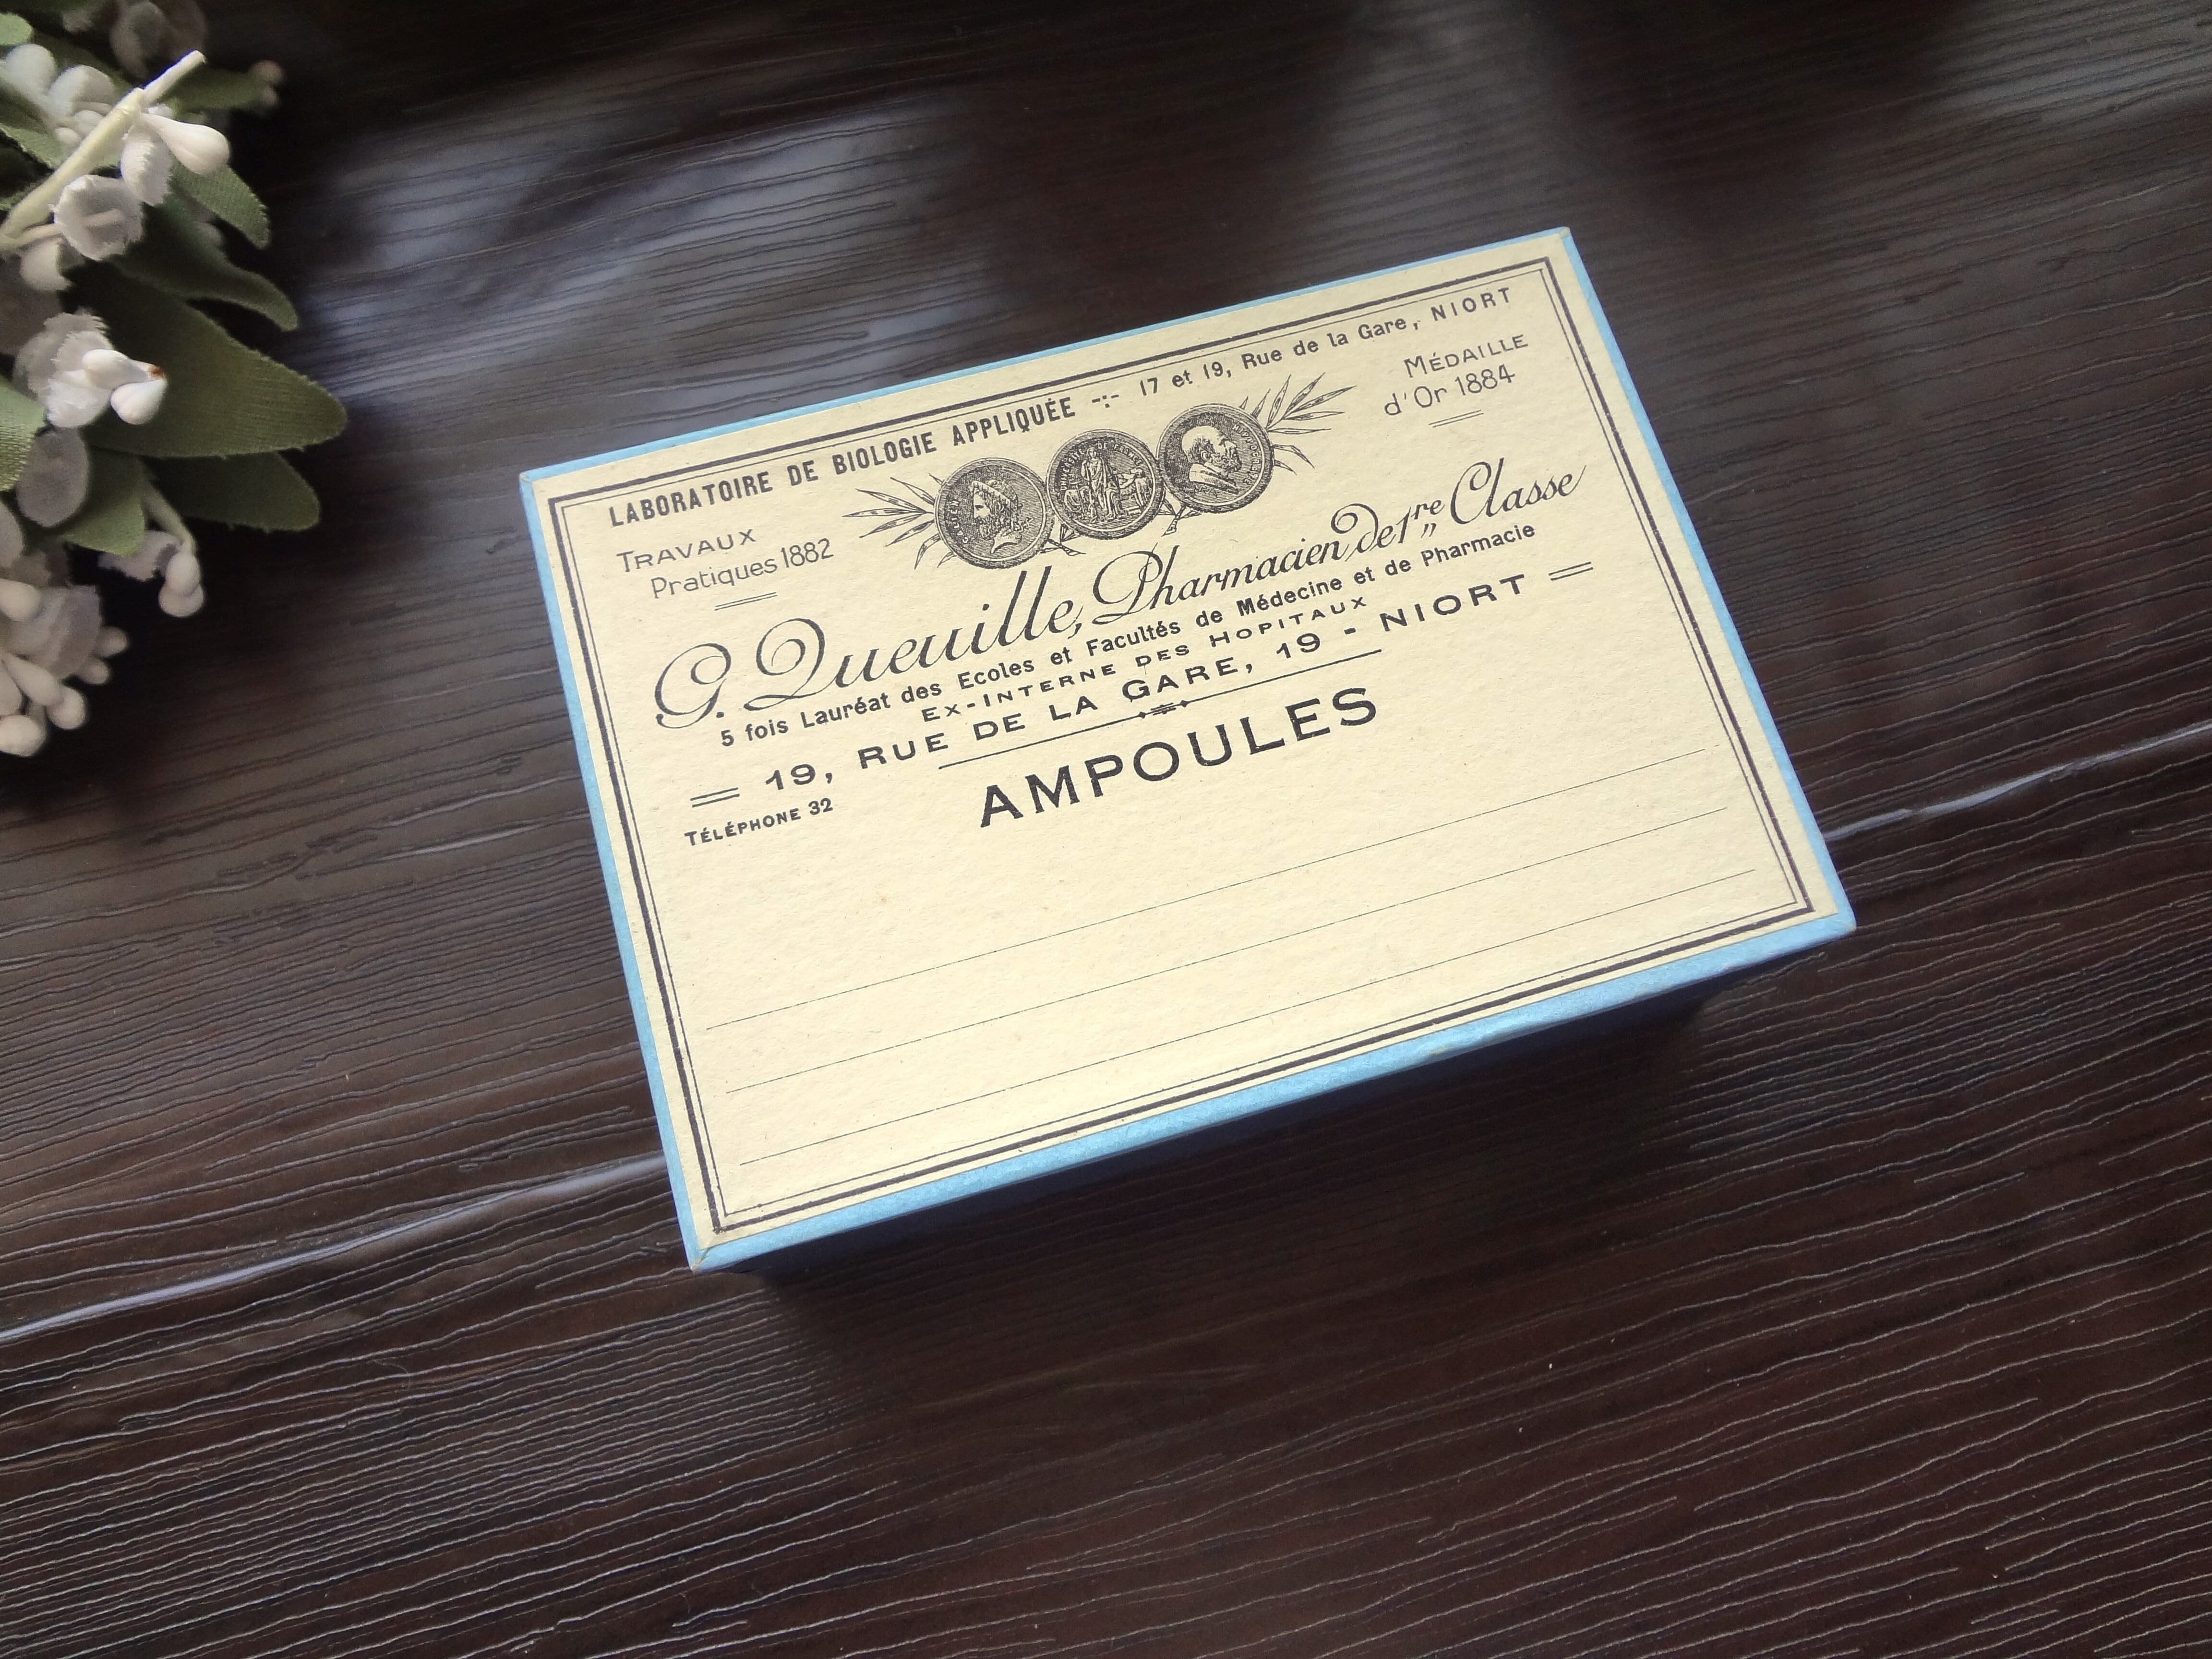 LABORATOIRE DE BIOLOGIE APPLIQUÉE -:- 17 et 19, Rue de la Gare, NIORT
TRAVAUX
Pratiques 1882
MÉDAILLE
d'Or 1884
G. Queuille, Pharmacien de 1re Classe
5 fois Lauréat des Ecoles et Facultés de Médecine et de Pharmacie
EX-INTERNE DES HOPITAUX
19, RUE DE LA GARE, 19 - NIORT
TÉLÉPHONE 32
AMPOULES